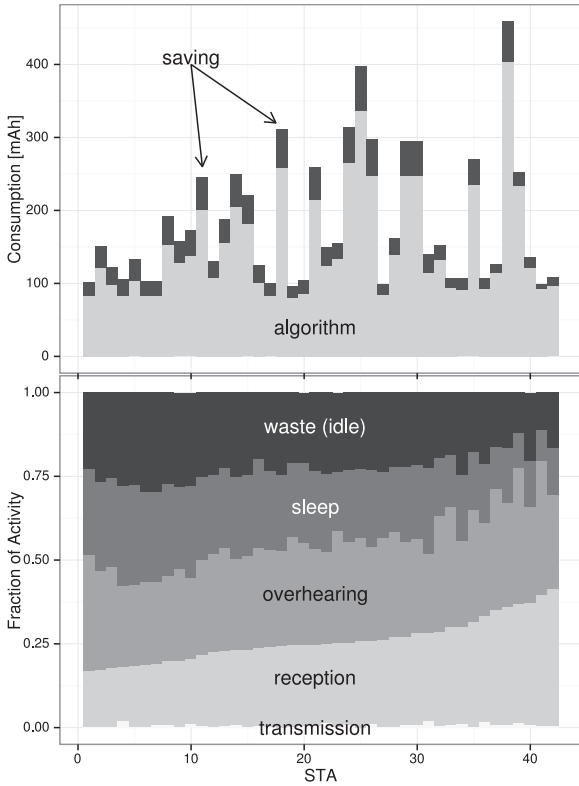 saving
Consumption [mAh]
400
300
200
100
0
algorithm
Fraction of Activity
1.00
0.75
0.50
0.25
0.00
waste (idle)
sleep
overhearing
reception
transmission
0 10 20 30 40
STA